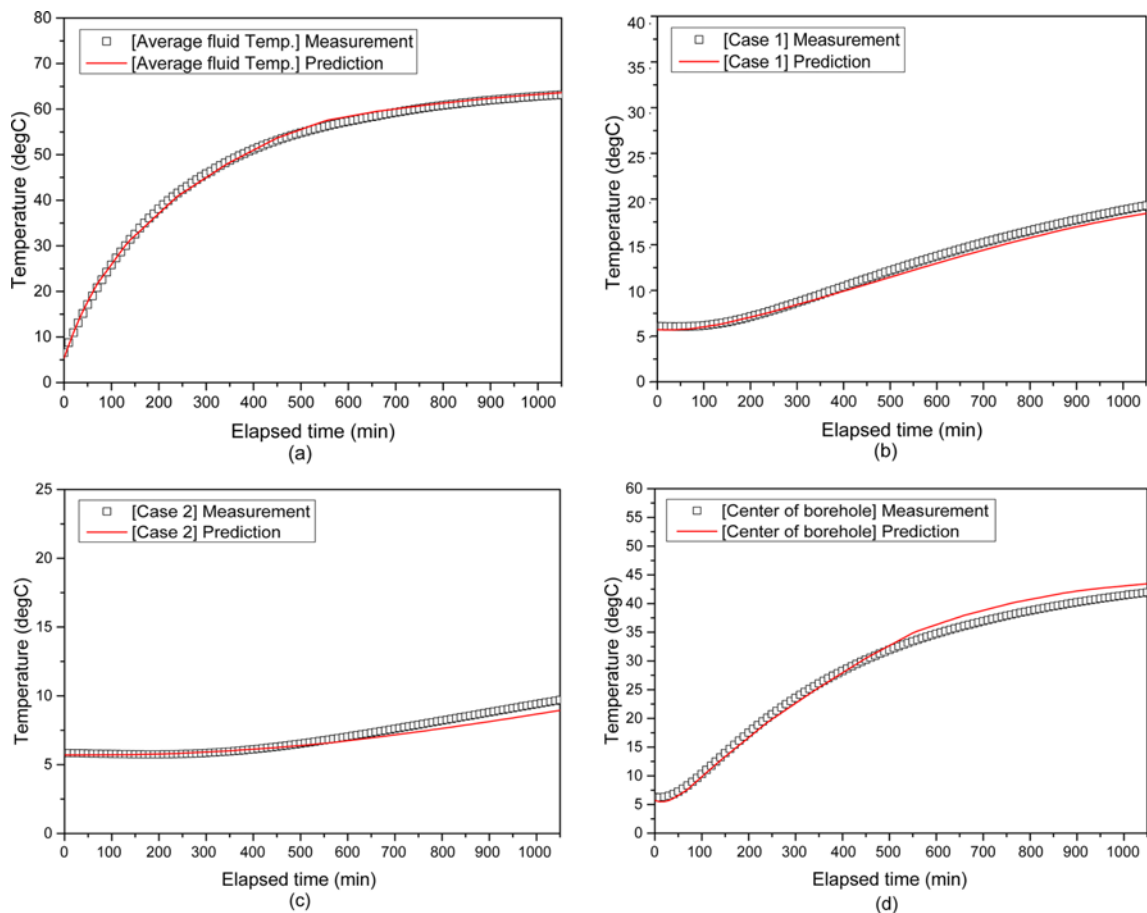 80
70
60
50
40
30
20
10
0
Temperature (degC)
[Average fluid Temp.] Measurement
[Average fluid Temp.] Prediction
0 100 200 300 400 500 600 700 800 900 1000
Elapsed time (min)
(a)
40
35
30
25
20
15
10
5
0
Temperature (degC)
[Case 1] Measurement
[Case 1] Prediction
0 100 200 300 400 500 600 700 800 900 1000
Elapsed time (min)
(b)
25
20
15
10
5
0
Temperature (degC)
[Case 2] Measurement
[Case 2] Prediction
0 100 200 300 400 500 600 700 800 900 1000
Elapsed time (min)
(c)
60
55
50
45
40
35
30
25
20
15
10
5
0
Temperature (degC)
[Center of borehole] Measurement
[Center of borehole] Prediction
0 100 200 300 400 500 600 700 800 900 1000
Elapsed time (min)
(d)